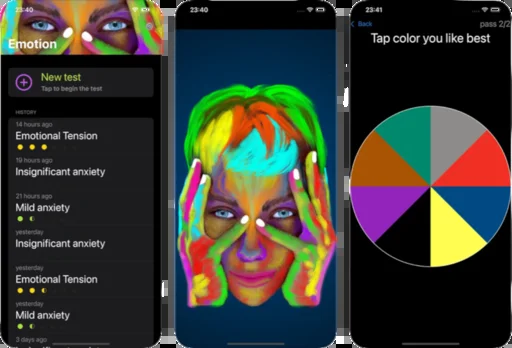 23:40
Emotion
New test
Tap to begin the test
HISTORY
14 hours ago
Emotional Tension
19 hours ago
Insignificant anxiety
21 hours ago
Mild anxiety
yesterday
Insignificant anxiety
yesterday
Emotional Tension
yesterday
Mild anxiety
3 days ago
23:40
23:41
Back
pass 2/2
Tap color you like best